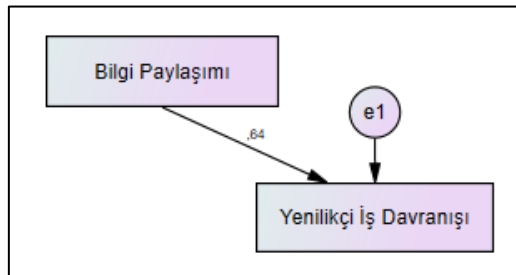 Bilgi Paylaşımı
e1
,64
Yenilikçi İş Davranışı